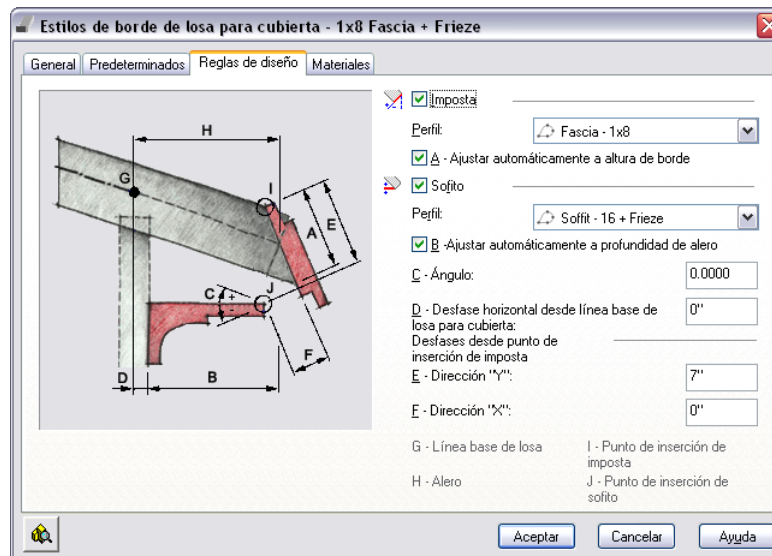 Estilos de borde de losa para cubierta - 1x8 Fascia + Frieze
General Predeterminados Reglas de diseño Materiales
H
G
I
A
E
J
C
+
-
F
D
B
Imposta
Perfil: Fascia - 1x8
A - Ajustar automáticamente a altura de borde
Sofito
Perfil: Soffit - 16 + Frieze
B -Ajustar automáticamente a profundidad de alero
C - Ángulo: 0.0000
D - Desfase horizontal desde línea base de 0"
losa para cubierta:
Desfases desde punto de
inserción de imposta
E - Dirección "Y": 7"
F - Dirección "X": 0"
G - Línea base de losa I - Punto de inserción de
imposta
H - Alero J - Punto de inserción de
sofito
Aceptar Cancelar Ayuda